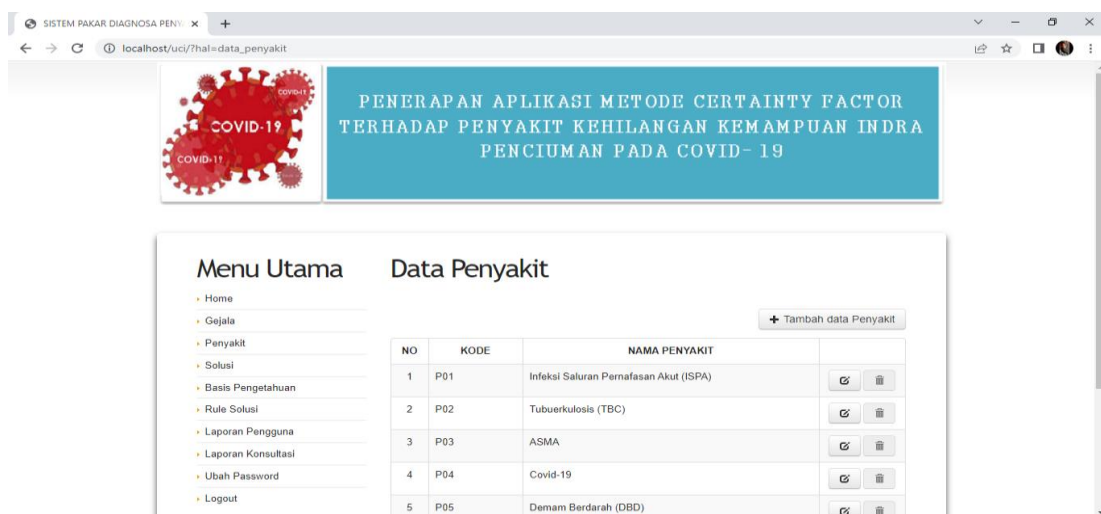 SISTEM PAKAR DIAGNOSA PENY
localhost/uci/?hal=data_penyakit
COVID-19
COVID-19
COVID-19
PENERAPAN APLIKASI METODE CERTAINTY FACTOR
TERHADAP PENYAKIT KEHILANGAN KEMAMPUAN INDRA
PENCIUMAN PADA COVID-19
Menu Utama
Home
Gejala
Penyakit
Solusi
Basis Pengetahuan
Rule Solusi
Laporan Pengguna
Laporan Konsultasi
Ubah Password
Logout
Data Penyakit
Tambah data Penyakit
NO KODE NAMA PENYAKIT
1 P01 Infeksi Saluran Pernafasan Akut (ISPA)
2 P02 Tubuerkulosis (TBC)
3 P03 ASMA
4 P04 Covid-19
5 P05 Demam Berdarah (DBD)